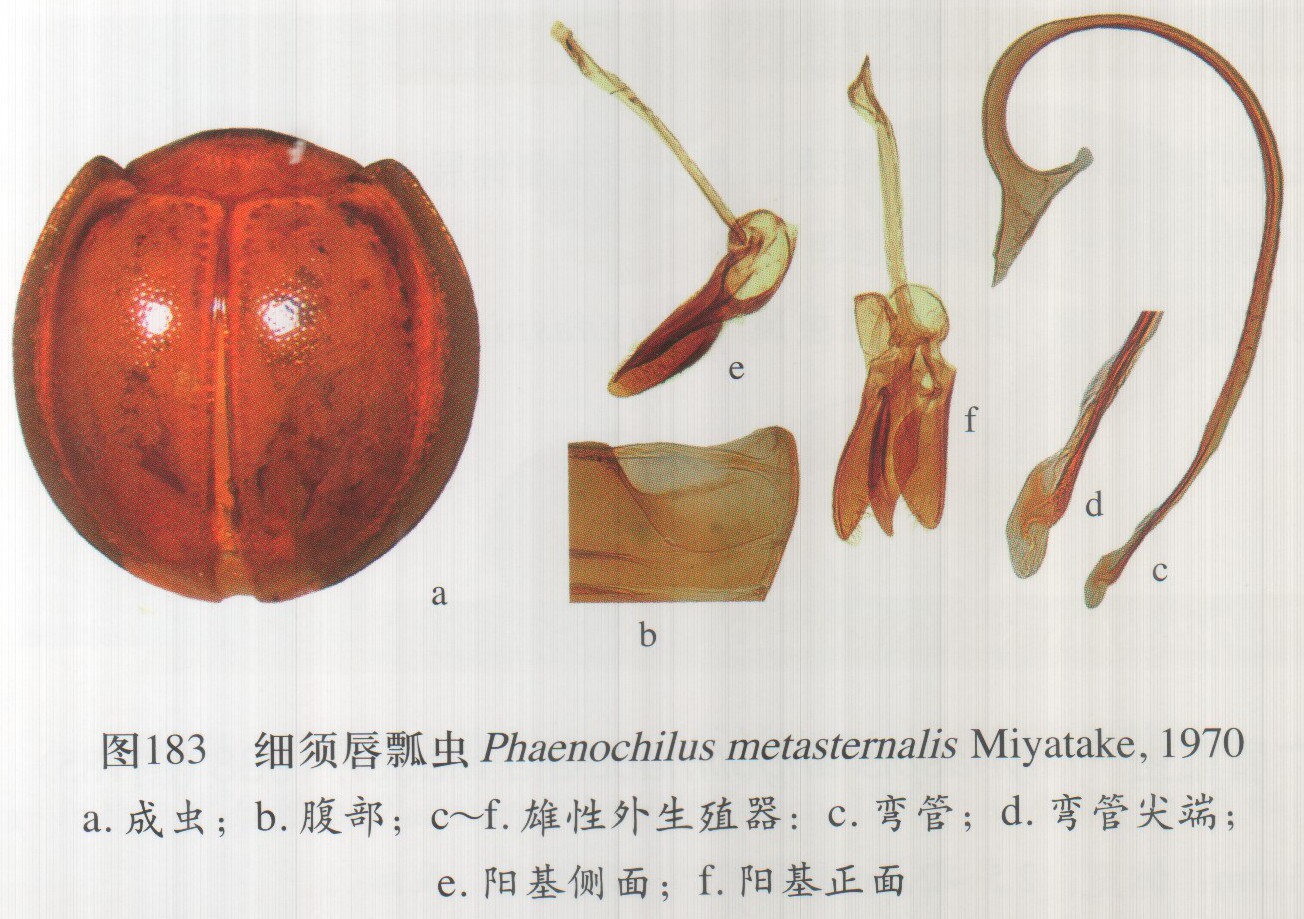 e
f
d
c
a
b
图183 细须唇瓢虫 Phaenochilus metasternalis Miyatake, 1970
a. 成虫；b. 腹部；c～f. 雄性外生殖器：c. 弯管；d. 弯管尖端；
e. 阳基侧面；f. 阳基正面